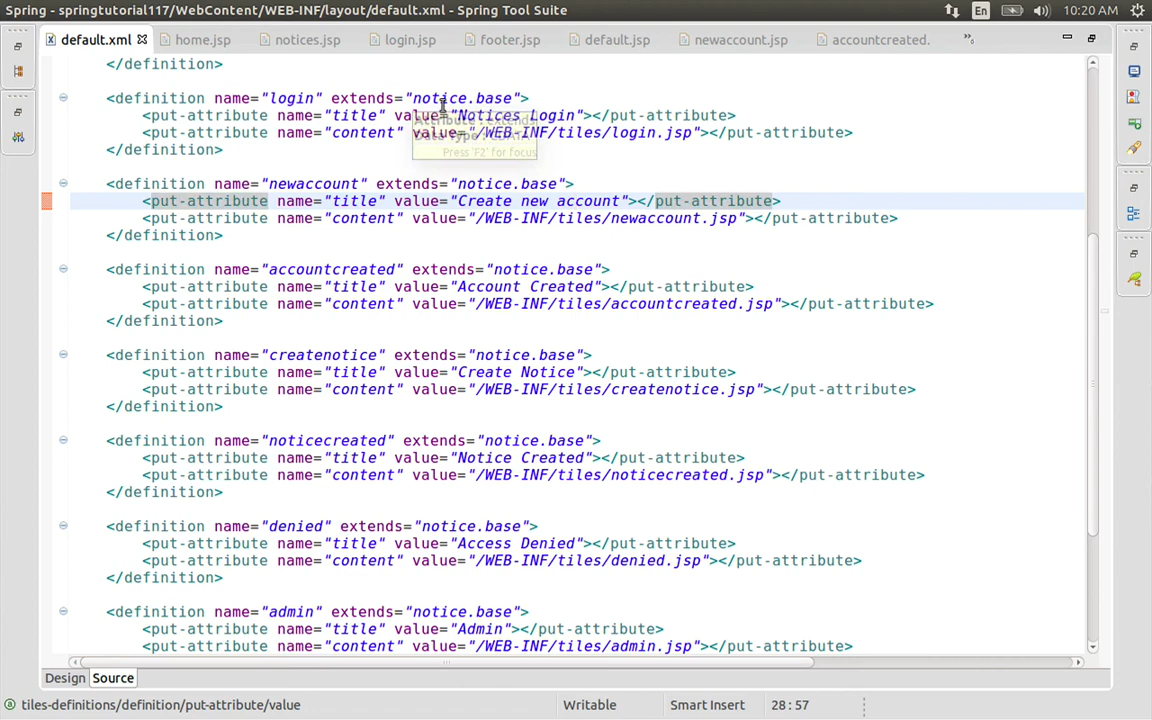 Spring - springtutorial117/WebContent/WEB-INF/layout/default.xml - Spring Tool Suite
En
10:20 AM
default.xml
home.jsp
notices.jsp
login.jsp
footer.jsp
default.jsp
newaccount.jsp
accountcreated.
</definition>
<definition name="login" extends="notice.base">
<put-attribute name="title" value="Notices Login"></put-attribute>
<put-attribute name="content" value="/WEB-INF/tiles/login.jsp"></put-attribute>
</definition>
Attribute : extends
Data Type : CDATA
Press 'F2' for focus
<definition name="newaccount" extends="notice.base">
<put-attribute name="title" value="Create new account"></put-attribute>
<put-attribute name="content" value="/WEB-INF/tiles/newaccount.jsp"></put-attribute>
</definition>
<definition name="accountcreated" extends="notice.base">
<put-attribute name="title" value="Account Created"></put-attribute>
<put-attribute name="content" value="/WEB-INF/tiles/accountcreated.jsp"></put-attribute>
</definition>
<definition name="createnotice" extends="notice.base">
<put-attribute name="title" value="Create Notice"></put-attribute>
<put-attribute name="content" value="/WEB-INF/tiles/createnotice.jsp"></put-attribute>
</definition>
<definition name="noticecreated" extends="notice.base">
<put-attribute name="title" value="Notice Created"></put-attribute>
<put-attribute name="content" value="/WEB-INF/tiles/noticecreated.jsp"></put-attribute>
</definition>
<definition name="denied" extends="notice.base">
<put-attribute name="title" value="Access Denied"></put-attribute>
<put-attribute name="content" value="/WEB-INF/tiles/denied.jsp"></put-attribute>
</definition>
<definition name="admin" extends="notice.base">
<put-attribute name="title" value="Admin"></put-attribute>
<put-attribute name="content" value="/WEB-INF/tiles/admin.jsp"></put-attribute>
Design
Source
tiles-definitions/definition/put-attribute/value
Writable
Smart Insert
28 : 57